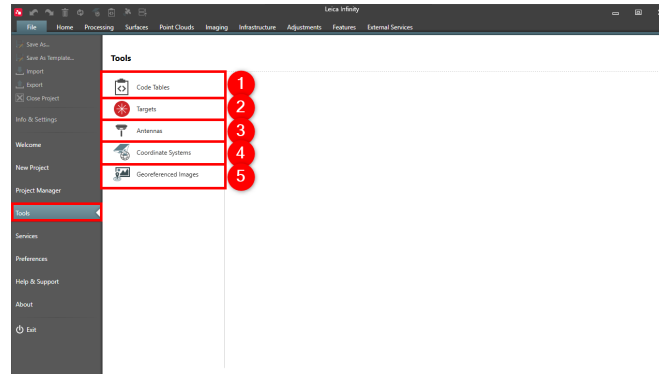 Leica Infinity
File Home Processing Surfaces Point Clouds Imaging Infrastructure Adjustments Features External Services
Save As...
Save As Template...
Import
Export
Close Project
Info & Settings
Welcome
New Project
Project Manager
Tools
Services
Preferences
Help & Support
About
Exit
Tools
Code Tables 1
Targets 2
Antennas 3
Coordinate Systems 4
Georeferenced Images 5